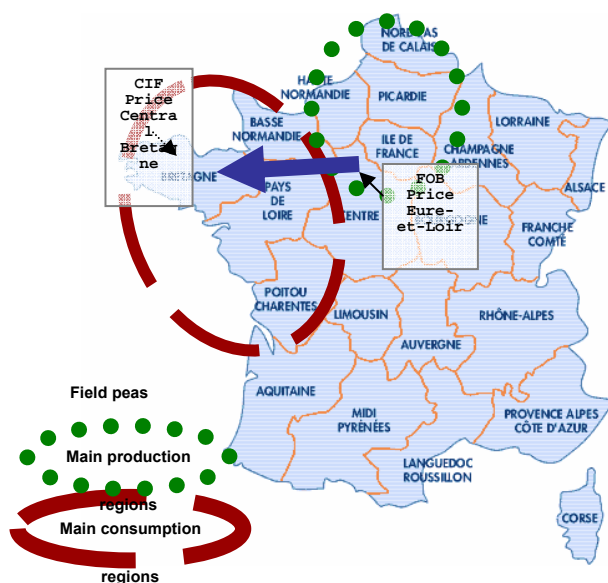 NORD PAS
DE CALAIS
HAUTE
NORMANDIE
PICARDIE
CIF
Price
Centra
l
Breta
ne
BASSE
NORMANDIE
LORRAINE
ILE DE
FRANCE
CHAMPAGNE
ARDENNES
ALSACE
BRETAGNE
PAYS
DE
LOIRE
FOB
Price
Eure-
et-Loir
CENTRE
FRANCHE
COMTÉ
POITOU
CHARENTES
LIMOUSIN
RHÔNE-ALPES
AUVERGNE
AQUITAINE
MIDI
PYRÉNÉES
PROVENCE ALPES
CÔTE D'AZUR
LANGUEDOC
ROUSSILLON
CORSE
Field peas
Main production
regions
Main consumption
regions